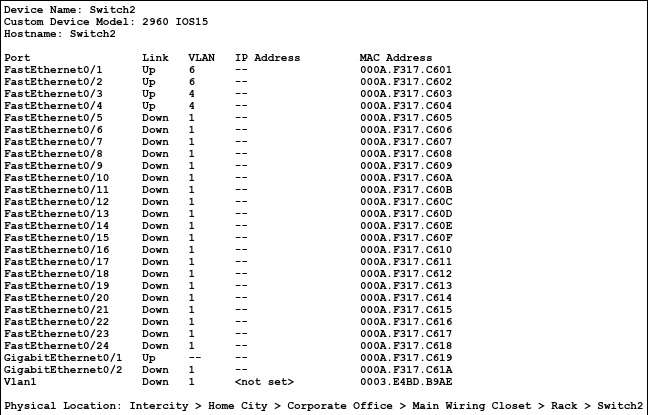 Device Name: Switch2
Custom Device Model: 2960 IOS15
Hostname: Switch2

Port Link VLAN IP Address MAC Address
FastEthernet0/1 Up 6 -- 000A.F317.C601
FastEthernet0/2 Up 6 -- 000A.F317.C602
FastEthernet0/3 Up 4 -- 000A.F317.C603
FastEthernet0/4 Up 4 -- 000A.F317.C604
FastEthernet0/5 Down 1 -- 000A.F317.C605
FastEthernet0/6 Down 1 -- 000A.F317.C606
FastEthernet0/7 Down 1 -- 000A.F317.C607
FastEthernet0/8 Down 1 -- 000A.F317.C608
FastEthernet0/9 Down 1 -- 000A.F317.C609
FastEthernet0/10 Down 1 -- 000A.F317.C60A
FastEthernet0/11 Down 1 -- 000A.F317.C60B
FastEthernet0/12 Down 1 -- 000A.F317.C60C
FastEthernet0/13 Down 1 -- 000A.F317.C60D
FastEthernet0/14 Down 1 -- 000A.F317.C60E
FastEthernet0/15 Down 1 -- 000A.F317.C60F
FastEthernet0/16 Down 1 -- 000A.F317.C610
FastEthernet0/17 Down 1 -- 000A.F317.C611
FastEthernet0/18 Down 1 -- 000A.F317.C612
FastEthernet0/19 Down 1 -- 000A.F317.C613
FastEthernet0/20 Down 1 -- 000A.F317.C614
FastEthernet0/21 Down 1 -- 000A.F317.C615
FastEthernet0/22 Down 1 -- 000A.F317.C616
FastEthernet0/23 Down 1 -- 000A.F317.C617
FastEthernet0/24 Down 1 -- 000A.F317.C618
GigabitEthernet0/1 Up -- -- 000A.F317.C619
GigabitEthernet0/2 Down 1 -- 000A.F317.C61A
Vlan1 Down 1 <not set> 0003.E4BD.B9AE

Physical Location: Intercity > Home City > Corporate Office > Main Wiring Closet > Rack > Switch2